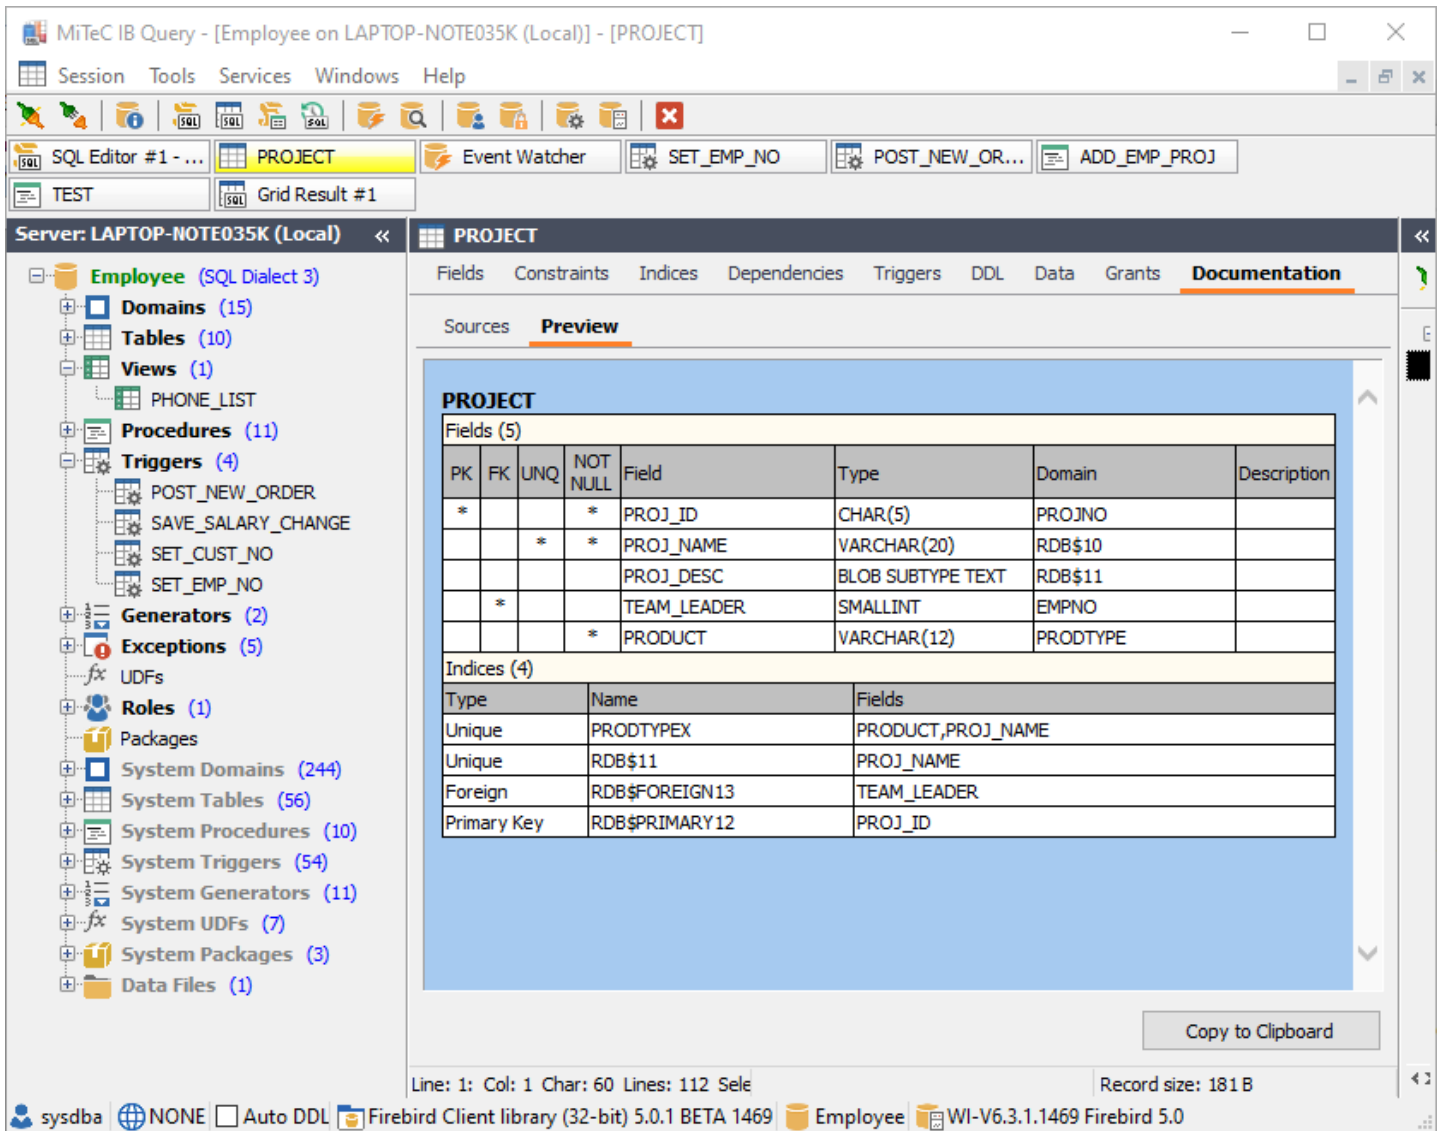 MiTeC IB Query - [Employee on LAPTOP-NOTE035K (Local)] - [PROJECT]
Session Tools Services Windows Help
SQL Editor #1 - ... PROJECT Event Watcher SET_EMP_NO POST_NEW_OR... ADD_EMP_PROJ
TEST Grid Result #1
Server: LAPTOP-NOTE035K (Local) «
Employee (SQL Dialect 3)
Domains (15)
Tables (10)
Views (1)
PHONE_LIST
Procedures (11)
Triggers (4)
POST_NEW_ORDER
SAVE_SALARY_CHANGE
SET_CUST_NO
SET_EMP_NO
Generators (2)
Exceptions (5)
fx UDFs
Roles (1)
Packages
System Domains (244)
System Tables (56)
System Procedures (10)
System Triggers (54)
System Generators (11)
fx System UDFs (7)
System Packages (3)
Data Files (1)
PROJECT «
Fields Constraints Indices Dependencies Triggers DDL Data Grants Documentation
Sources Preview
PROJECT
Fields (5)
PK FK UNQ NOT NULL Field Type Domain Description
* * PROJ_ID CHAR(5) PROJNO
* * PROJ_NAME VARCHAR(20) RDB$10
PROJ_DESC BLOB SUBTYPE TEXT RDB$11
* TEAM_LEADER SMALLINT EMPNO
* PRODUCT VARCHAR(12) PRODTYPE
Indices (4)
Type Name Fields
Unique PRODTYPEX PRODUCT,PROJ_NAME
Unique RDB$11 PROJ_NAME
Foreign RDB$FOREIGN13 TEAM_LEADER
Primary Key RDB$PRIMARY12 PROJ_ID
Copy to Clipboard
Line: 1: Col: 1 Char: 60 Lines: 112 Sele Record size: 181 B
sysdba NONE Auto DDL Firebird Client library (32-bit) 5.0.1 BETA 1469 Employee WI-V6.3.1.1469 Firebird 5.0